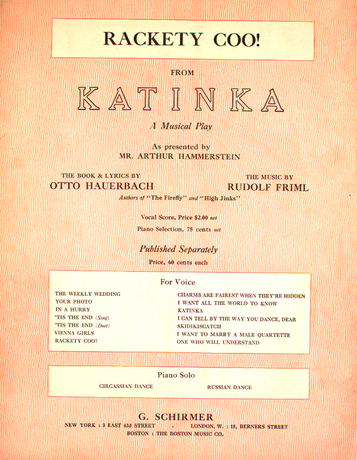 RACKETY COO!
FROM
KATINKA
A Musical Play
As presented by
MR. ARTHUR HAMMERSTEIN
THE BOOK & LYRICS BY
OTTO HAUERBACH
THE MUSIC BY
RUDOLF FRIML
Authors of "The Firefly" and "High Jinks"
Vocal Score, Price $2.00 net
Piano Selection, 75 cents net
Published Separately
Price, 60 cents each
For Voice
THE WEEKLY WEDDING
YOUR PHOTO
IN A HURRY
'TIS THE END (Song)
'TIS THE END (Duet)
VIENNA GIRLS
RACKETY COO!
CHARMS ARE FAIREST WHEN THEY'RE HIDDEN
I WANT ALL THE WORLD TO KNOW
KATINKA
I CAN TELL BY THE WAY YOU DANCE, DEAR
SKIDIKISCATCH
I WANT TO MARRY A MALE QUARTETTE
ONE WHO WILL UNDERSTAND
Piano Solo
CIRCASSIAN DANCE
RUSSIAN DANCE
G. SCHIRMER
NEW YORK : 3 EAST 43d STREET · LONDON, W. : 18, BERNERS STREET
BOSTON : THE BOSTON MUSIC CO.